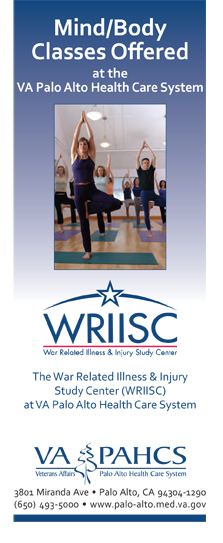 Mind/Body
Classes Offered
at the
VA Palo Alto Health Care System
WRIISC
War Related Illness & Injury Study Center
The War Related Illness & Injury
Study Center (WRIISC)
at VA Palo Alto Health Care System
VA PAHCS
Veterans Affairs Palo Alto Health Care System
3801 Miranda Ave • Palo Alto, CA 94304-1290
(650) 493-5000 • www.palo-alto.med.va.gov